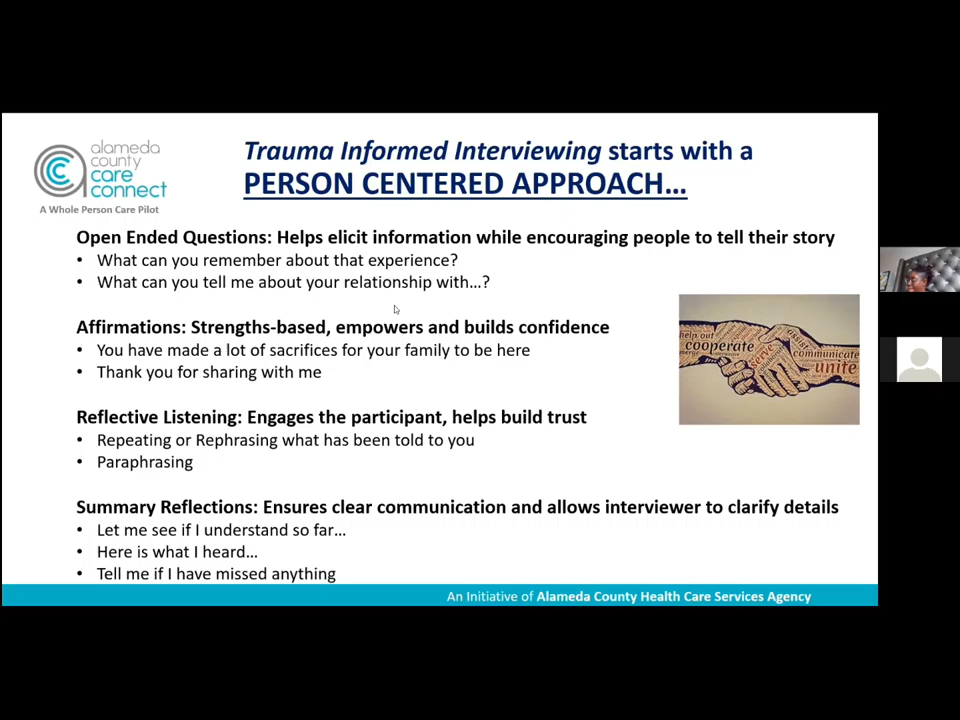 alameda
county
care
connect
A Whole Person Care Pilot
Trauma Informed Interviewing starts with a
PERSON CENTERED APPROACH…
Open Ended Questions: Helps elicit information while encouraging people to tell their story
• What can you remember about that experience?
• What can you tell me about your relationship with…?
Affirmations: Strengths-based, empowers and builds confidence
• You have made a lot of sacrifices for your family to be here
• Thank you for sharing with me
help out
cooperate
serve
communicate
unite
Reflective Listening: Engages the participant, helps build trust
• Repeating or Rephrasing what has been told to you
• Paraphrasing
Summary Reflections: Ensures clear communication and allows interviewer to clarify details
• Let me see if I understand so far…
• Here is what I heard…
• Tell me if I have missed anything
An Initiative of Alameda County Health Care Services Agency